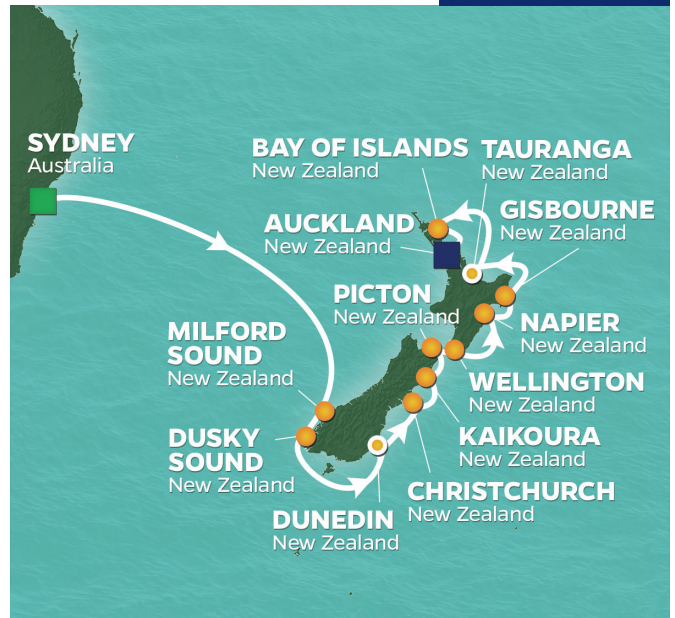 SYDNEY
Australia
BAY OF ISLANDS
New Zealand
TAURANGA
New Zealand
AUCKLAND
New Zealand
GISBOURNE
New Zealand
PICTON
New Zealand
NAPIER
New Zealand
MILFORD
SOUND
New Zealand
WELLINGTON
New Zealand
DUSKY
SOUND
New Zealand
KAIKOURA
New Zealand
CHRISTCHURCH
New Zealand
DUNEDIN
New Zealand